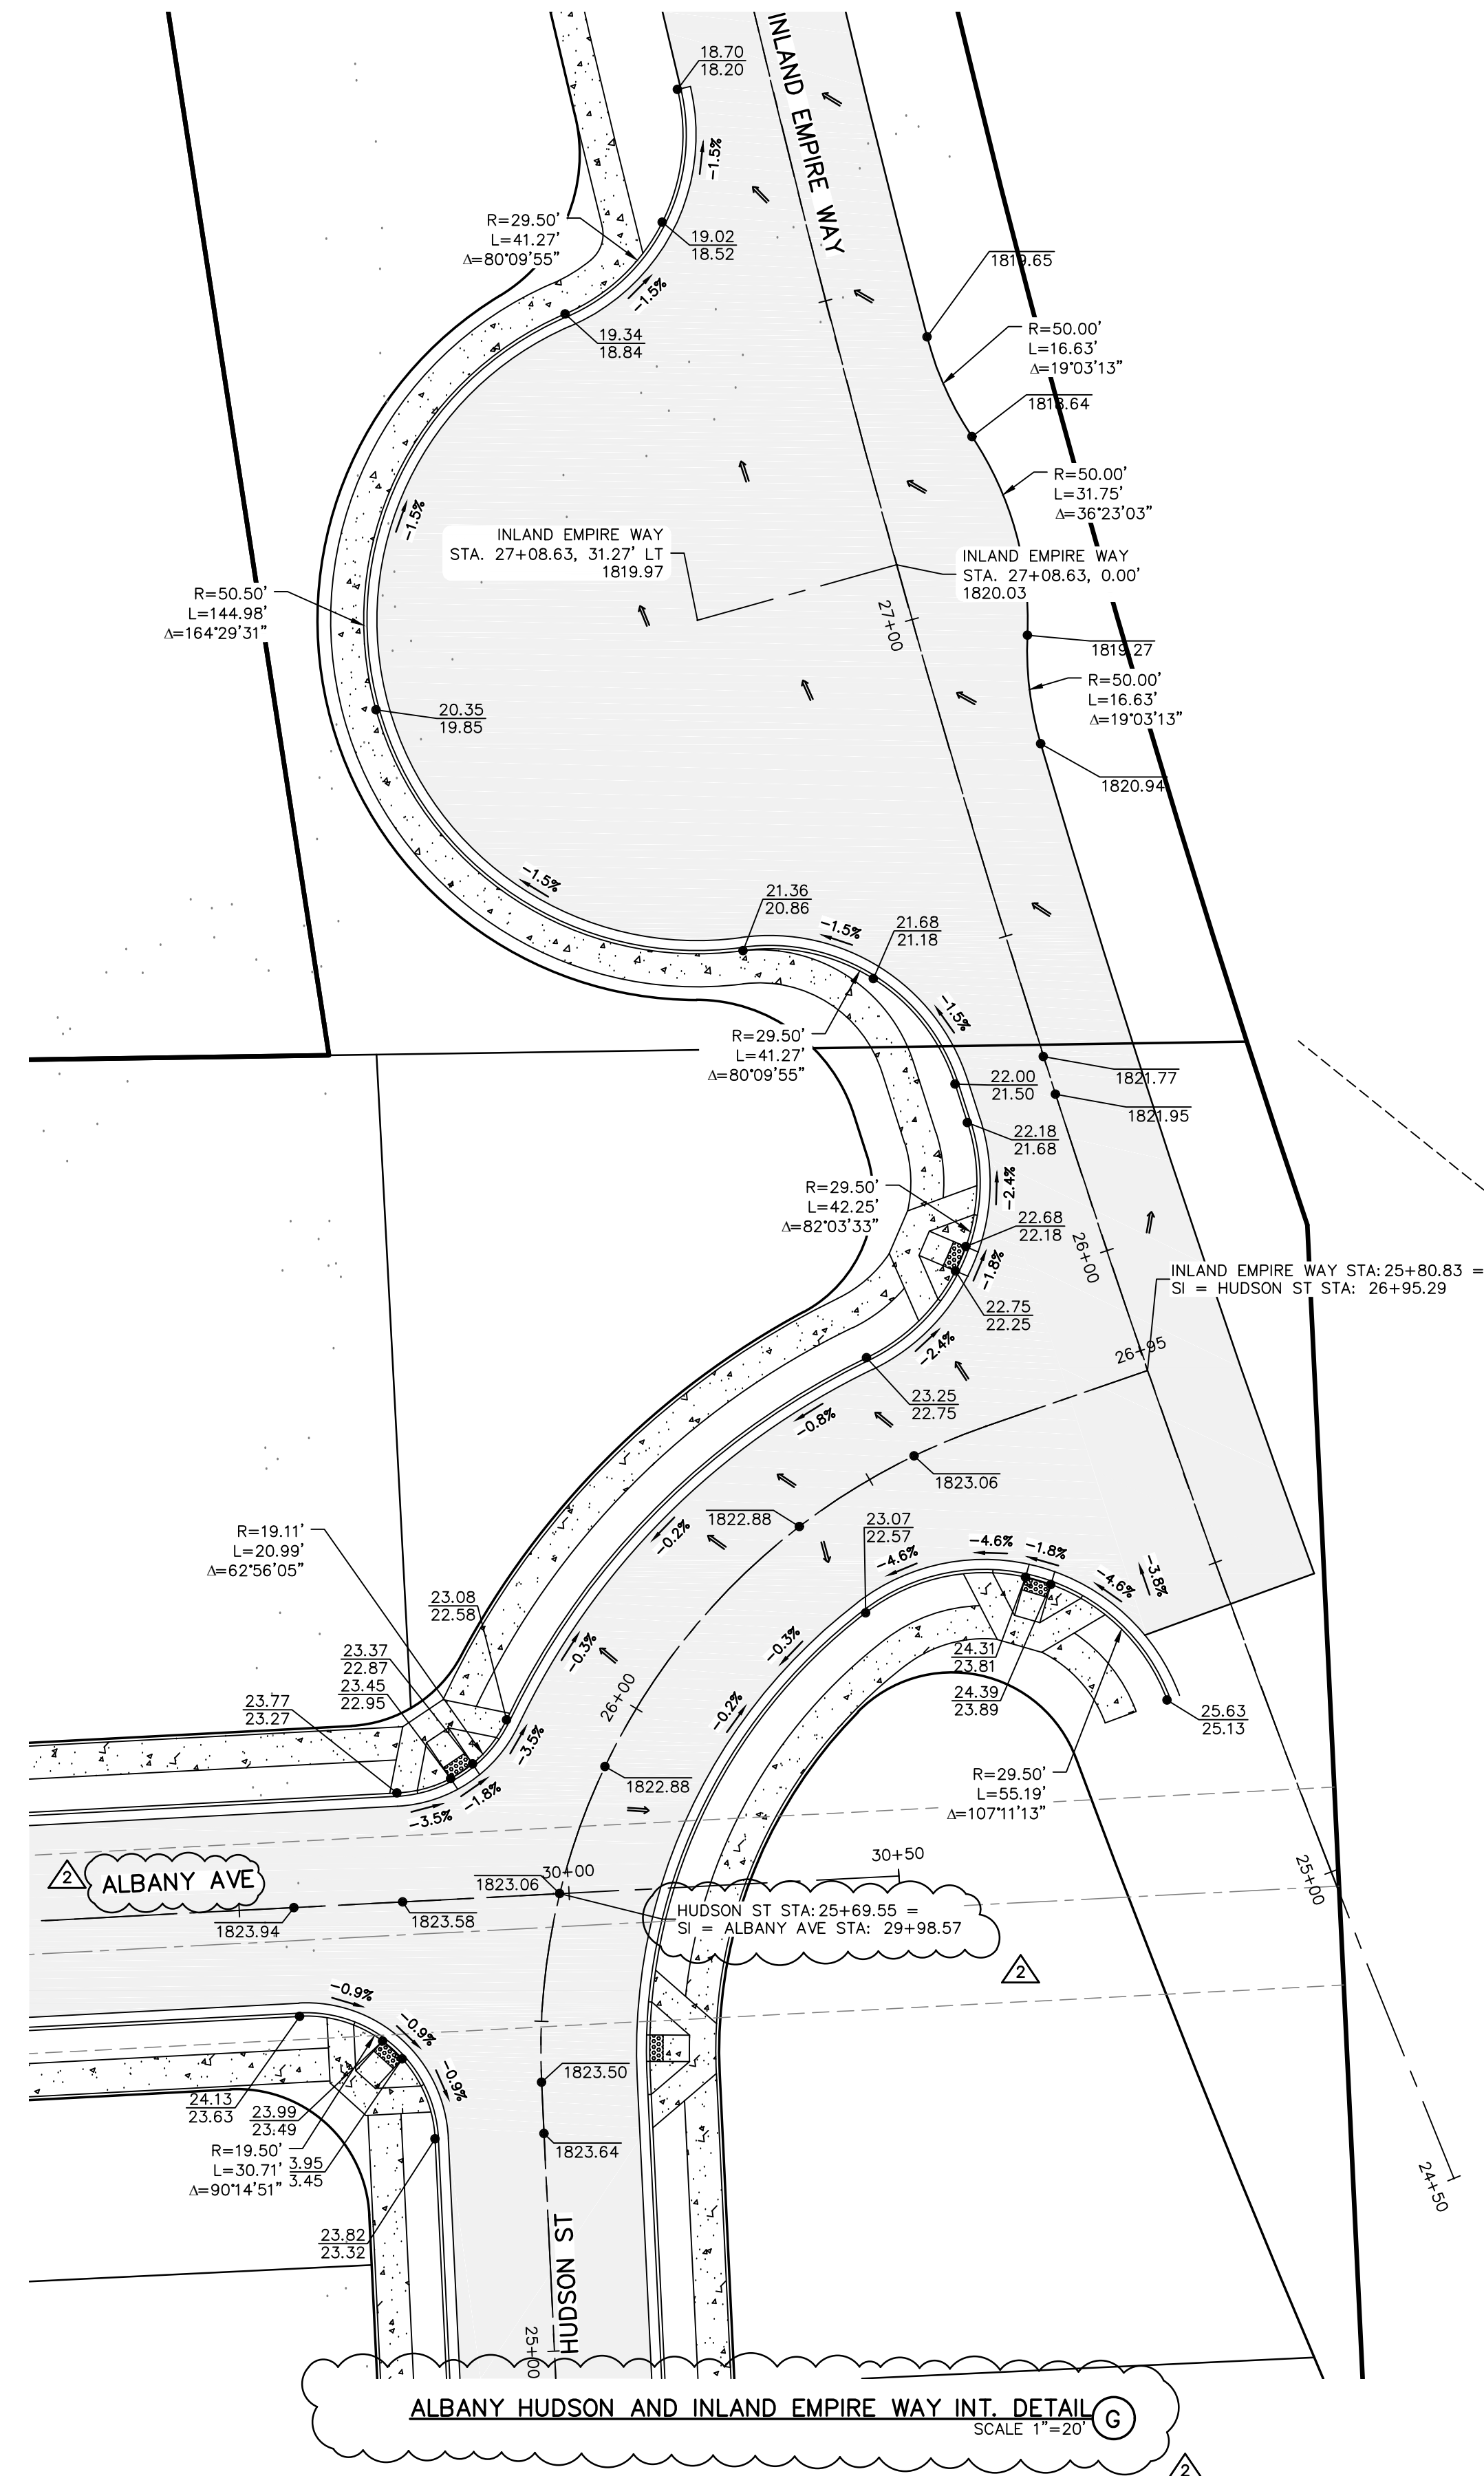 INLAND EMPIRE WAY
18.70
18.20
-1.5%
R=29.50'
L=41.27'
Δ=80°09'55"
19.02
18.52
-1.5%
1819.65
19.34
18.84
R=50.00'
L=16.63'
Δ=19°03'13"
1818.64
R=50.00'
L=31.75'
Δ=36°23'03"
-1.5%
INLAND EMPIRE WAY
STA. 27+08.63, 31.27' LT
1819.97
INLAND EMPIRE WAY
STA. 27+08.63, 0.00'
1820.03
R=50.50'
L=144.98'
Δ=164°29'31"
27+00
1819.27
R=50.00'
L=16.63'
Δ=19°03'13"
20.35
19.85
1820.94
-1.5%
21.36
20.86
-1.5%
21.68
21.18
-1.5%
R=29.50'
L=41.27'
Δ=80°09'55"
22.00
21.50
1821.77
1821.95
22.18
21.68
-2.4%
R=29.50'
L=42.25'
Δ=82°03'33"
22.68
22.18
-1.8%
26+00
INLAND EMPIRE WAY STA:25+80.83 =
SI = HUDSON ST STA: 26+95.29
22.75
22.25
-2.4%
26+95
23.25
22.75
-0.8%
1823.06
1822.88
23.07
22.57
-0.2%
-4.6%
-4.6%
-1.8%
-4.6%
-3.8%
R=19.11'
L=20.99'
Δ=62°56'05"
23.08
22.58
23.37
22.87
23.45
22.95
23.77
23.27
-0.3%
-0.3%
-0.2%
26+00
24.31
23.81
24.39
23.89
25.63
25.13
-3.5%
-1.8%
-3.5%
1822.88
R=29.50'
L=55.19'
Δ=107°11'13"
2
ALBANY AVE
1823.94
1823.58
1823.06
30+00
30+50
25+00
HUDSON ST STA:25+69.55 =
SI = ALBANY AVE STA: 29+98.57
2
-0.9%
-0.9%
-0.9%
1823.50
1823.64
24.13
23.63
23.99
23.49
R=19.50'
L=30.71'
Δ=90°14'51"
3.95
3.45
23.82
23.32
24+50
HUDSON ST
25+00
ALBANY HUDSON AND INLAND EMPIRE WAY INT. DETAIL
G
SCALE 1"=20'
2